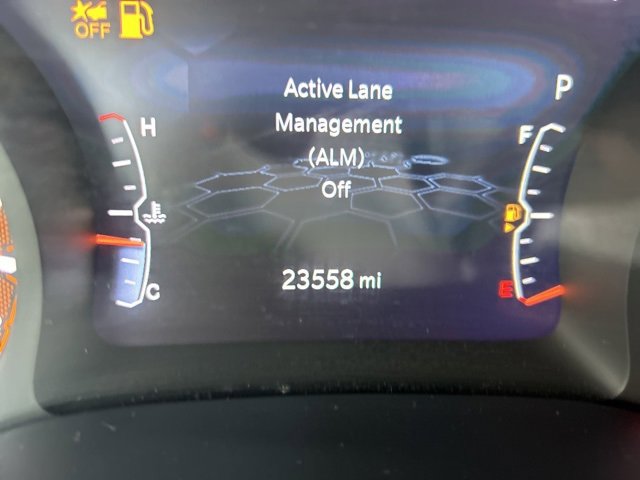 OFF
P
Active Lane
Management
(ALM)
Off
H
F
C
E
23558 mi